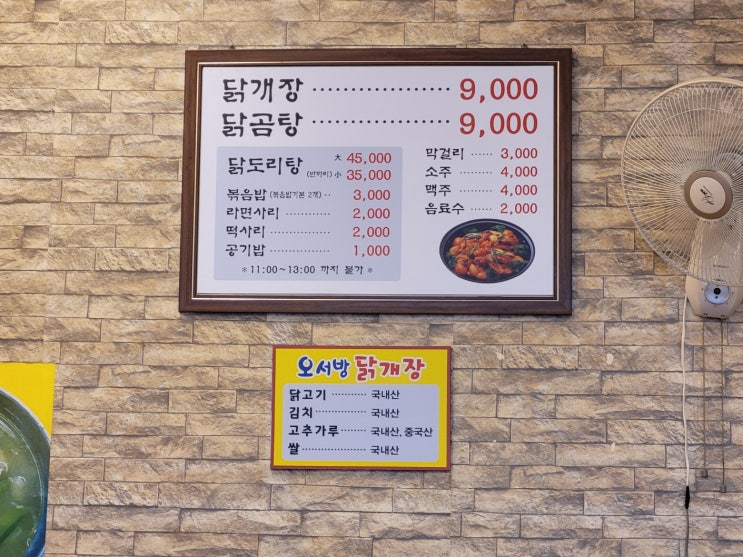 닭개장 ·················· 9,000
닭곰탕 ·················· 9,000
닭도리탕 大 45,000
(반마리) 小 35,000
볶음밥 (볶음밥기본 2개) ·· 3,000
라면사리 ············ 2,000
떡사리 ·············· 2,000
공기밥 ·············· 1,000
*11:00~13:00 까지 불가*
막걸리 ······ 3,000
소주 ········ 4,000
맥주 ········ 4,000
음료수 ······ 2,000
오서방 닭개장
닭고기 ·········· 국내산
김치 ·············· 국내산
고추가루 ······· 국내산, 중국산
쌀 ·················· 국내산